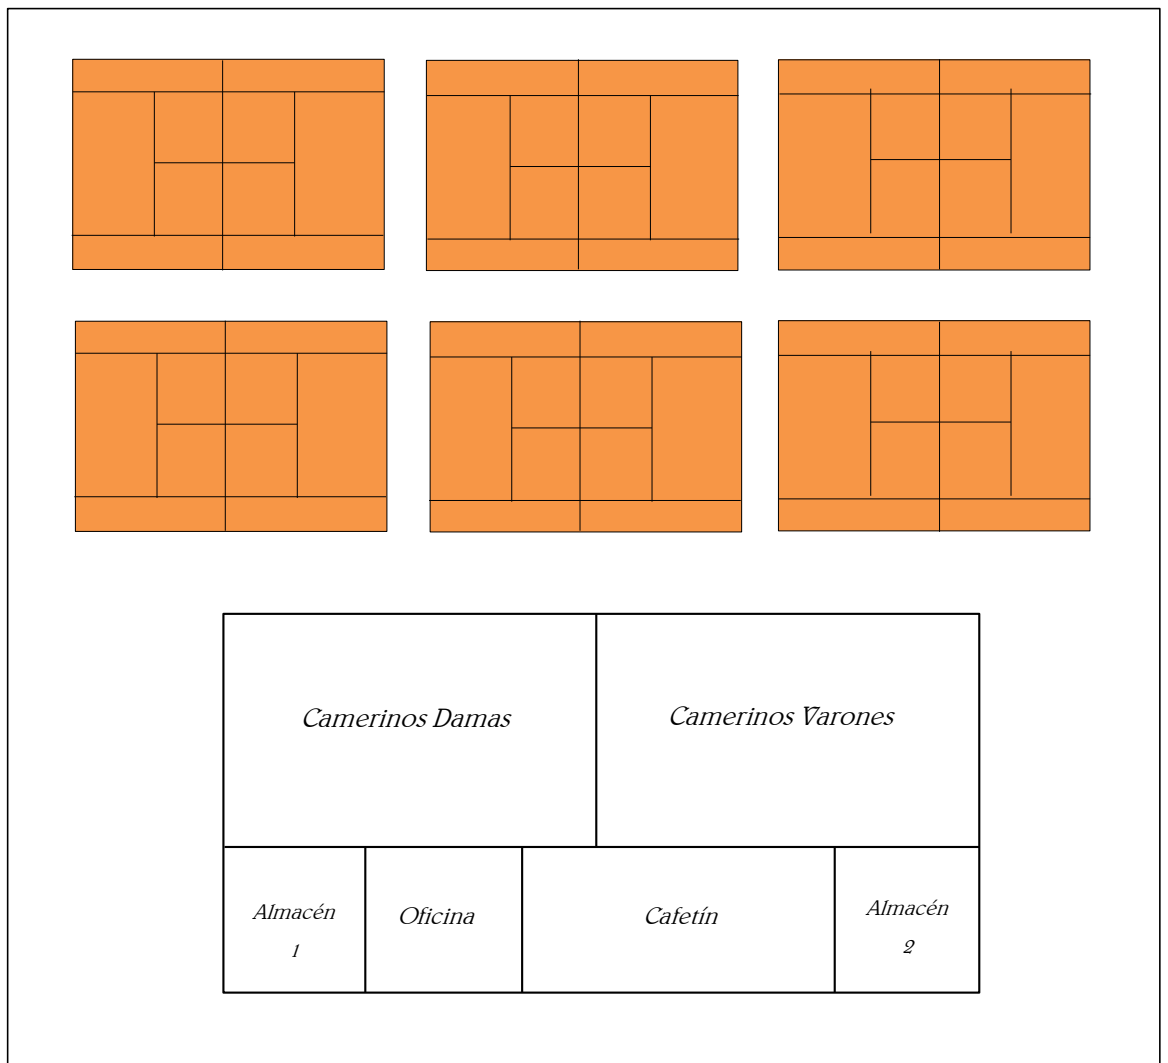 Camerinos Damas
Camerinos Varones
Almacén
1
Oficina
Cafetín
Almacén
2